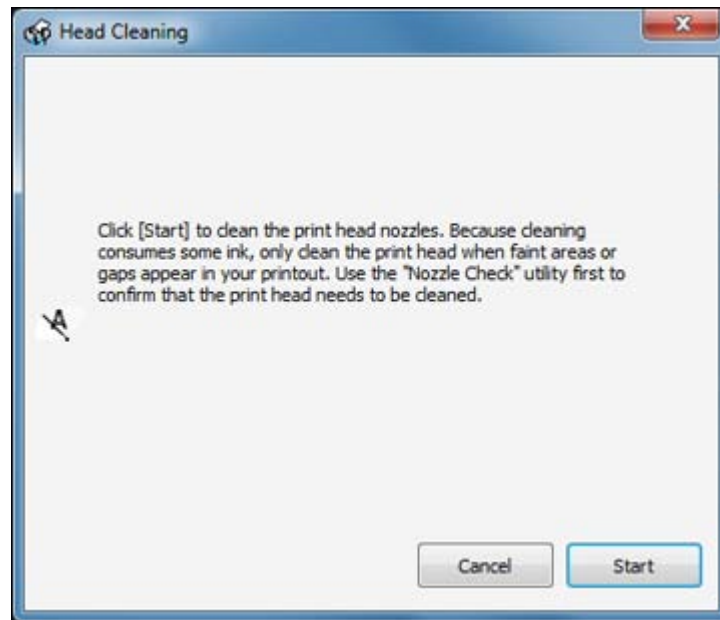 Head Cleaning
Click [Start] to clean the print head nozzles. Because cleaning
consumes some ink, only clean the print head when faint areas or
gaps appear in your printout. Use the "Nozzle Check" utility first to
confirm that the print head needs to be cleaned.
A
Cancel
Start